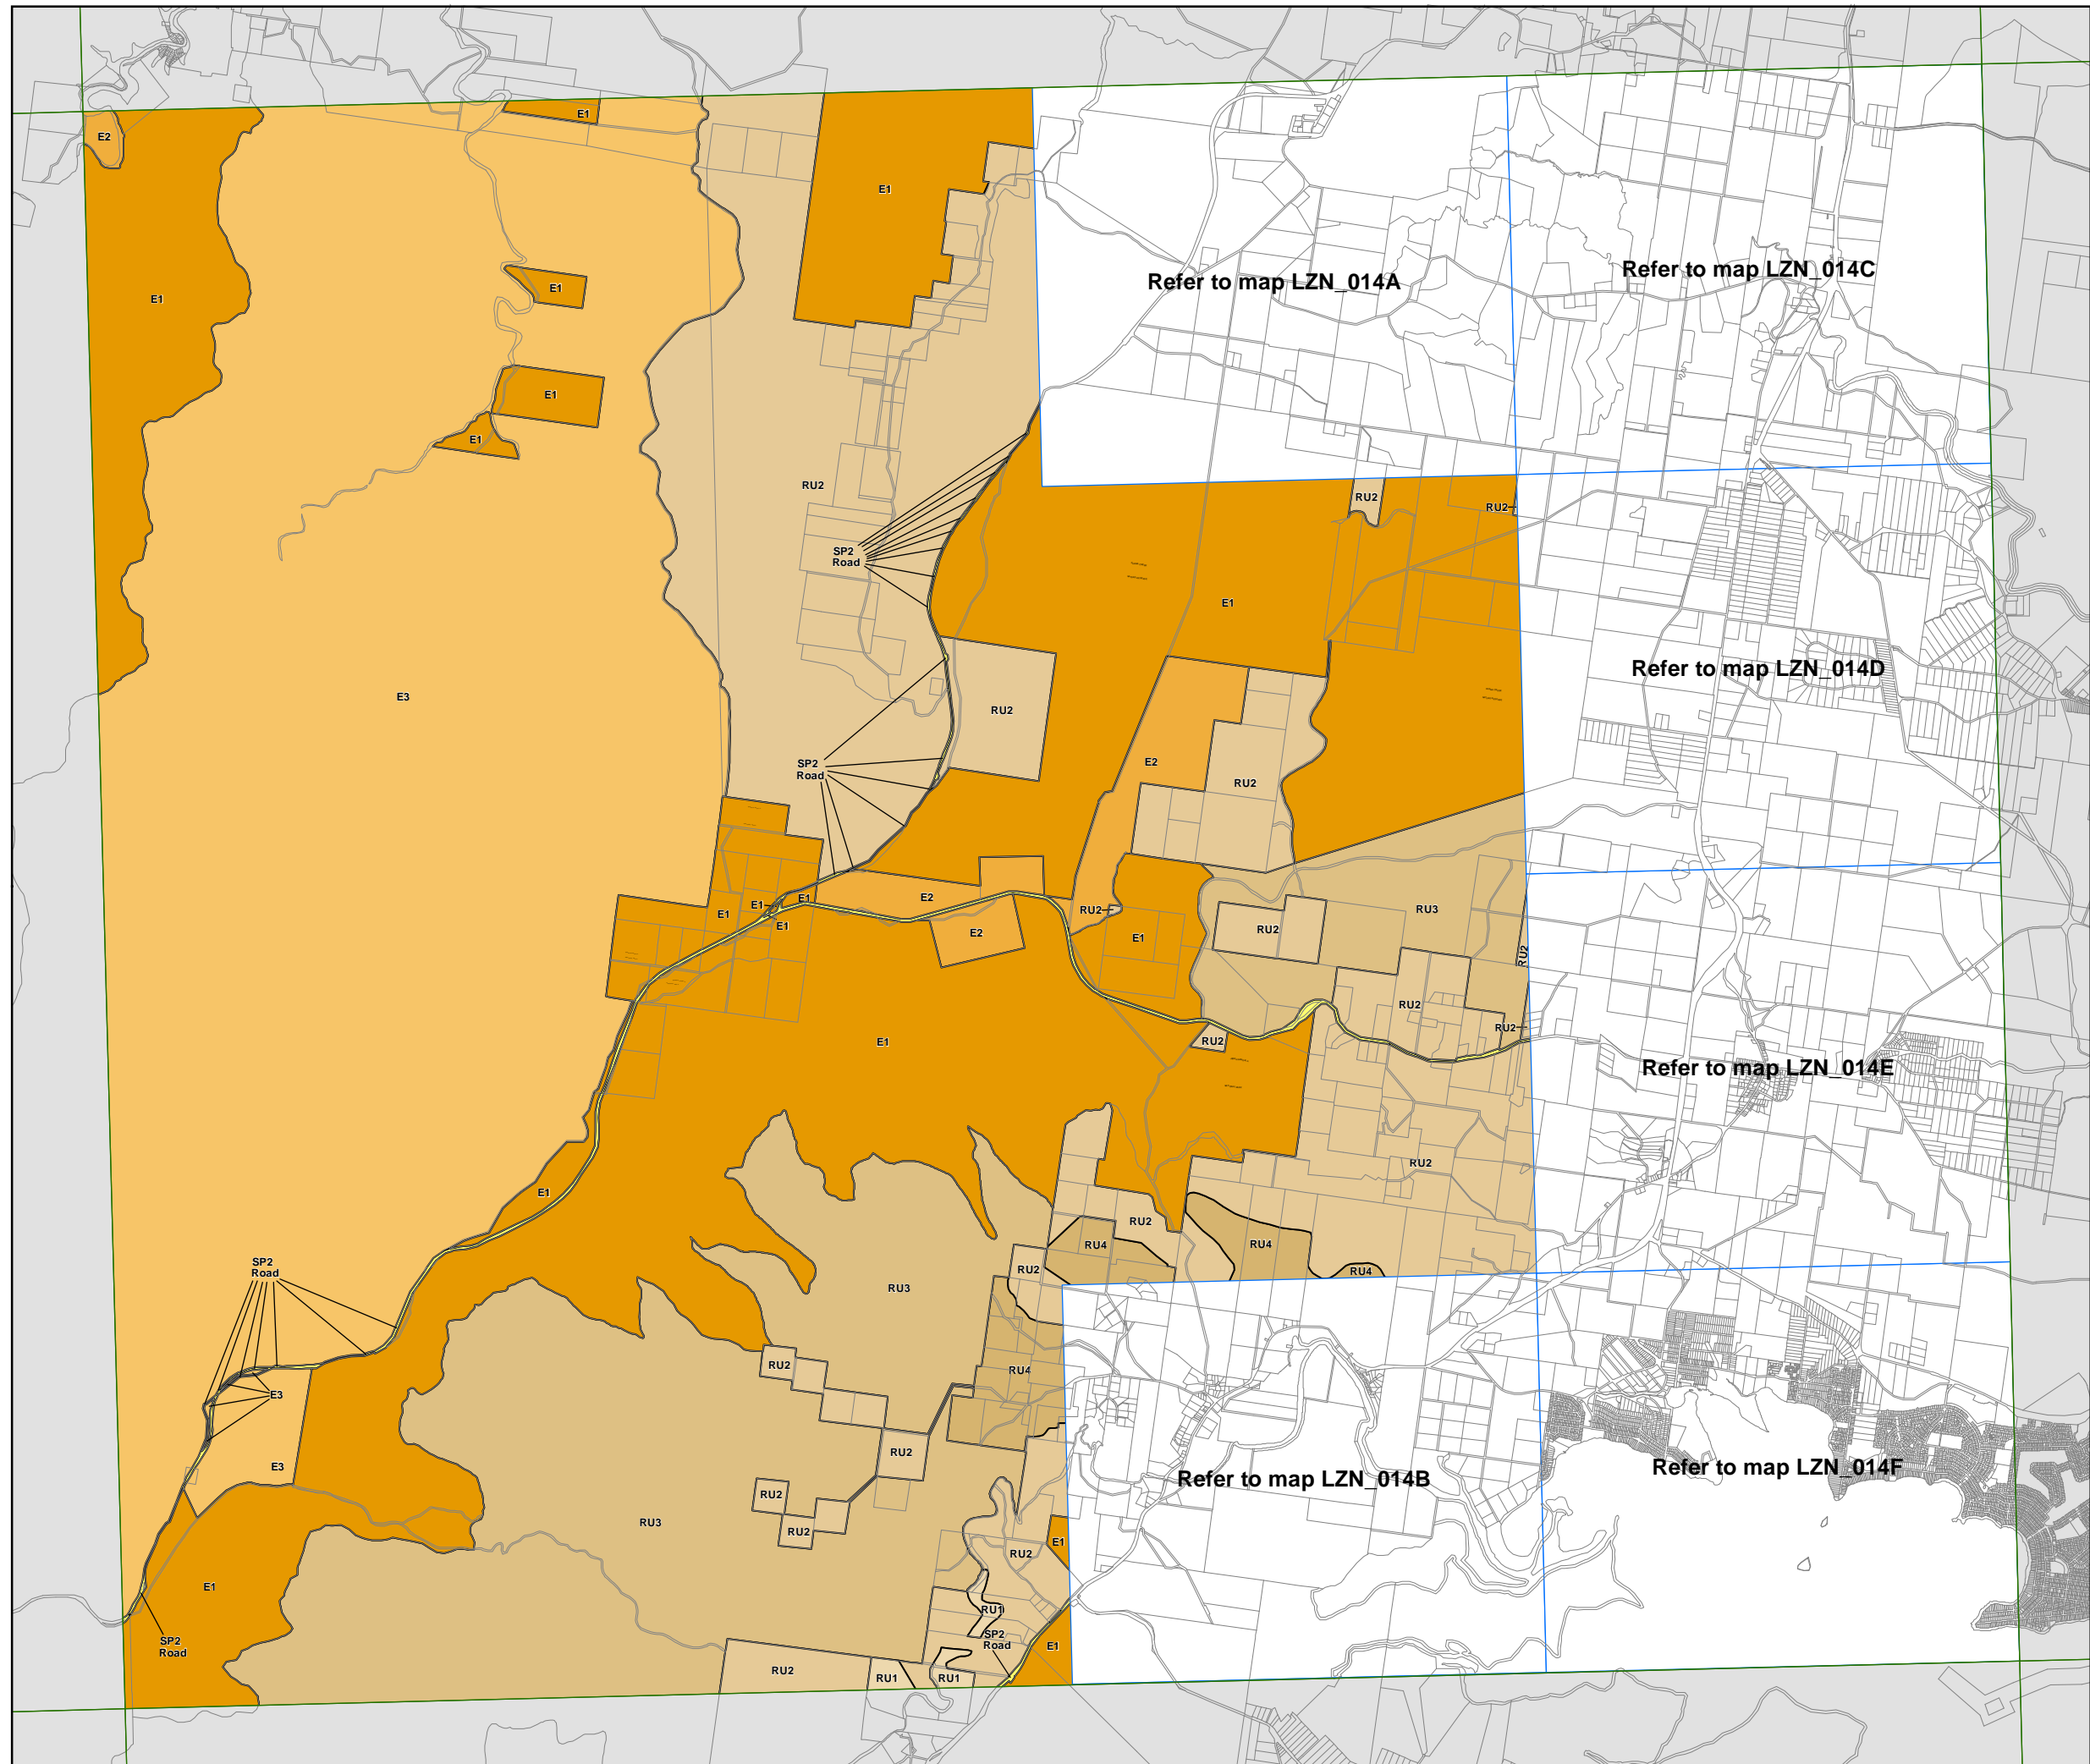 E1
E2
E1
Refer to map LZN_014C
Refer to map LZN_014A
E1
E1
E1
E1
RU2
RU2
RU2
SP2
Road
E1
Refer to map LZN_014D
E3
RU2
E2
SP2
Road
RU2
E1
E1
E2
RU2
RU3
E1
E1
E2
E1
RU2
RU2
RU2
RU2
RU2
E1
Refer to map LZN_014E
RU2
E1
RU2
RU4
RU4
SP2
Road
RU2
RU4
RU3
RU2
RU4
E3
RU2
E3
Refer to map LZN_014F
Refer to map LZN_014B
RU2
RU3
RU2
E1
RU2
E1
RU1
SP2
Road
SP2
Road
E1
RU2
RU1
RU1